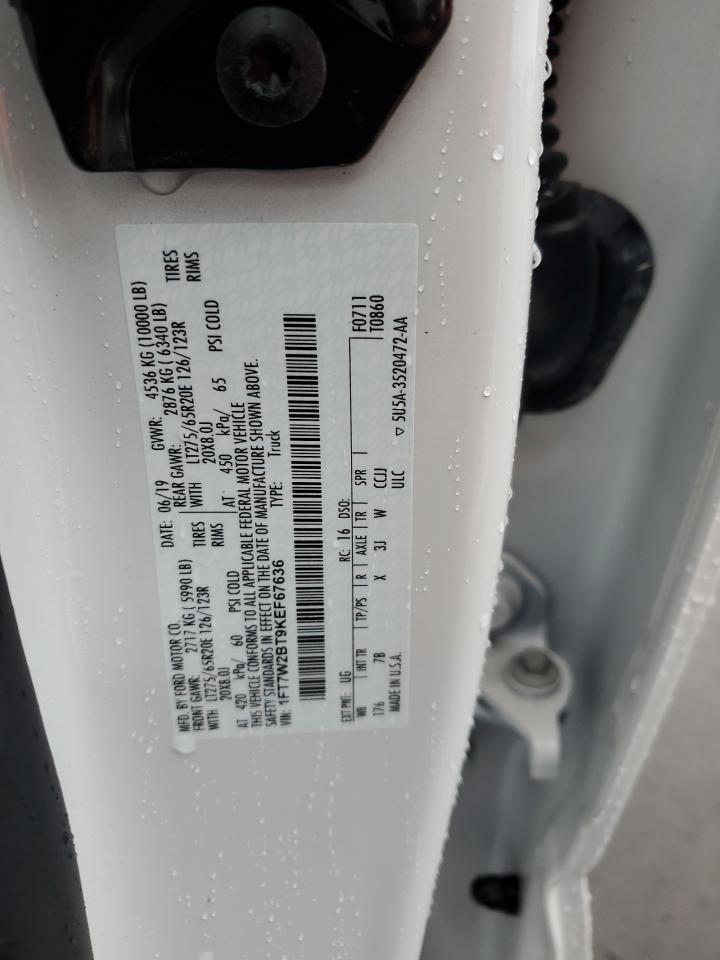 MFD. BY FORD MOTOR CO.
DATE: 06/19 GVWR: 4536 KG (10000 LB)
FRONT GAWR: 2717 KG ( 5990 LB) REAR GAWR: 2876 KG ( 6340 LB)
WITH LT275/65R20E 126/123R TIRES WITH LT275/65R20E 126/123R TIRES
20X8.0J RIMS 20X8.0J RIMS
AT 420 kPa/ 60 PSI COLD AT 450 kPa/ 65 PSI COLD
THIS VEHICLE CONFORMS TO ALL APPLICABLE FEDERAL MOTOR VEHICLE
SAFETY STANDARDS IN EFFECT ON THE DATE OF MANUFACTURE SHOWN ABOVE.
VIN: 1FT7W2BT9KEF67636 TYPE: Truck
EXT PNT: UG RC: 16 DSO: F0711
WB INT TR TP/PS R AXLE TR SPR T0860
176 7B X 3J W CCJJ
MADE IN U.S.A. ULC ▽ 5U5A-3520472-AA